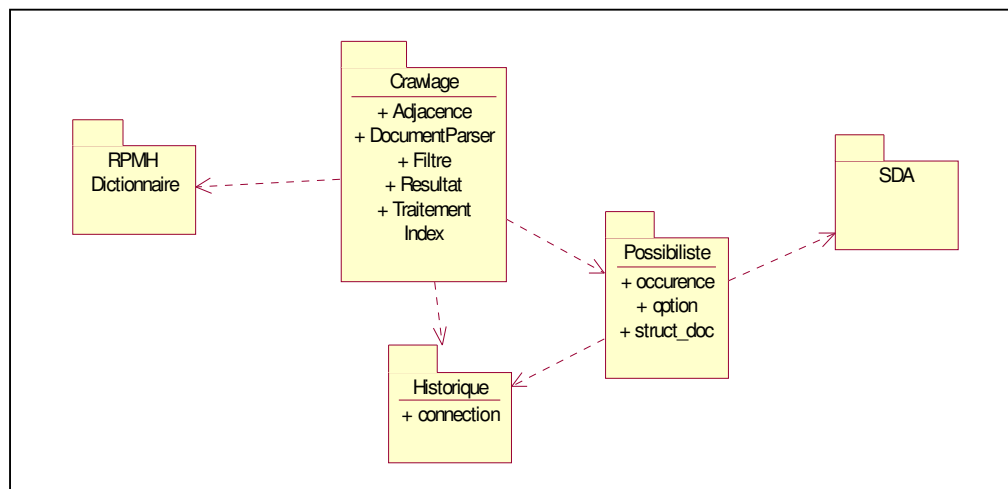 Crawlage
+ Adjacence
+ DocumentParser
+ Filtre
+ Resultat
+ Traitement
Index
RPMH
Dictionnaire
SDA
Possibiliste
+ occurence
+ option
+ struct_doc
Historique
+ connection